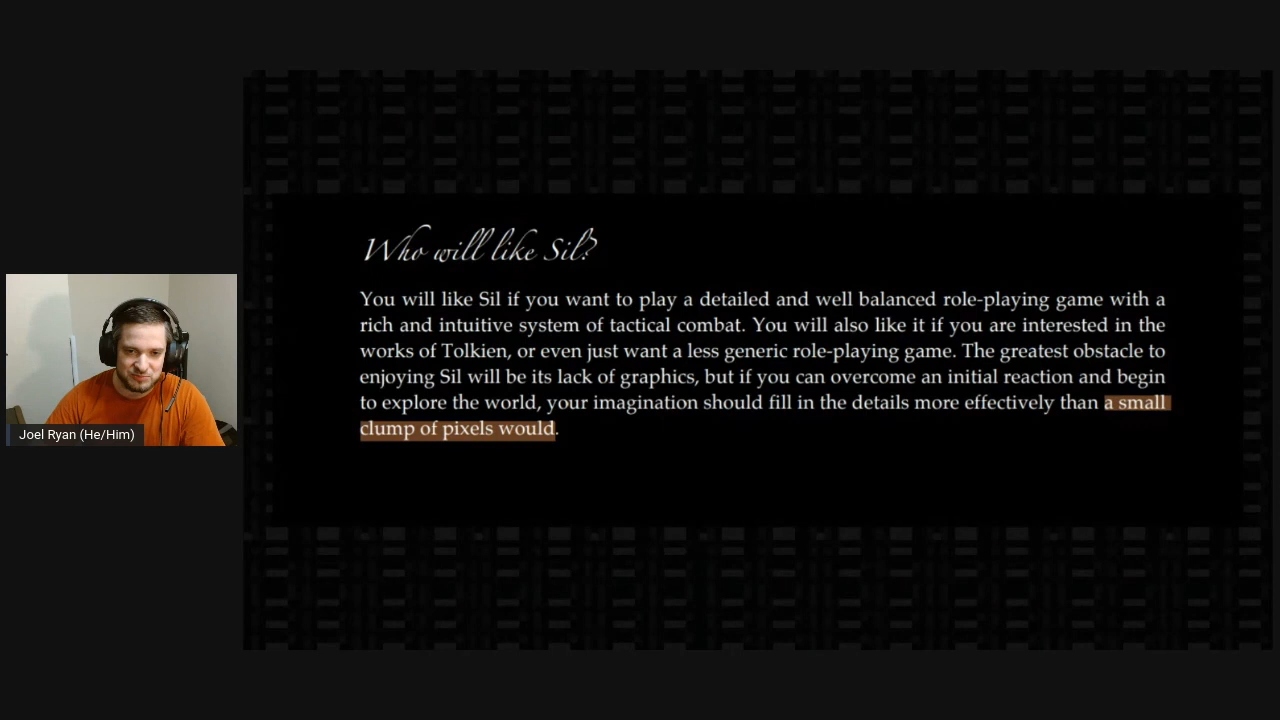 Who will like Sil?
You will like Sil if you want to play a detailed and well balanced role-playing game with a
rich and intuitive system of tactical combat. You will also like it if you are interested in the
works of Tolkien, or even just want a less generic role-playing game. The greatest obstacle to
enjoying Sil will be its lack of graphics, but if you can overcome an initial reaction and begin
to explore the world, your imagination should fill in the details more effectively than a small
clump of pixels would.
Joel Ryan (He/Him)